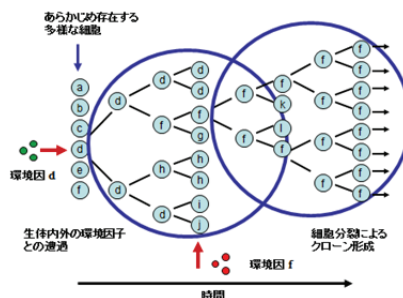 あらかじめ存在する
多様な細胞
a
b
c
d
e
f
d
d
d
f
h
d
d
d
f
g
h
h
i
j
f
f
f
k
l
f
f
f
f
f
f
f
f
f
f
f
f
f
f
環境因 d
生体内外の環境因子
との遭遇
環境因 f
細胞分裂による
クローン形成
時間